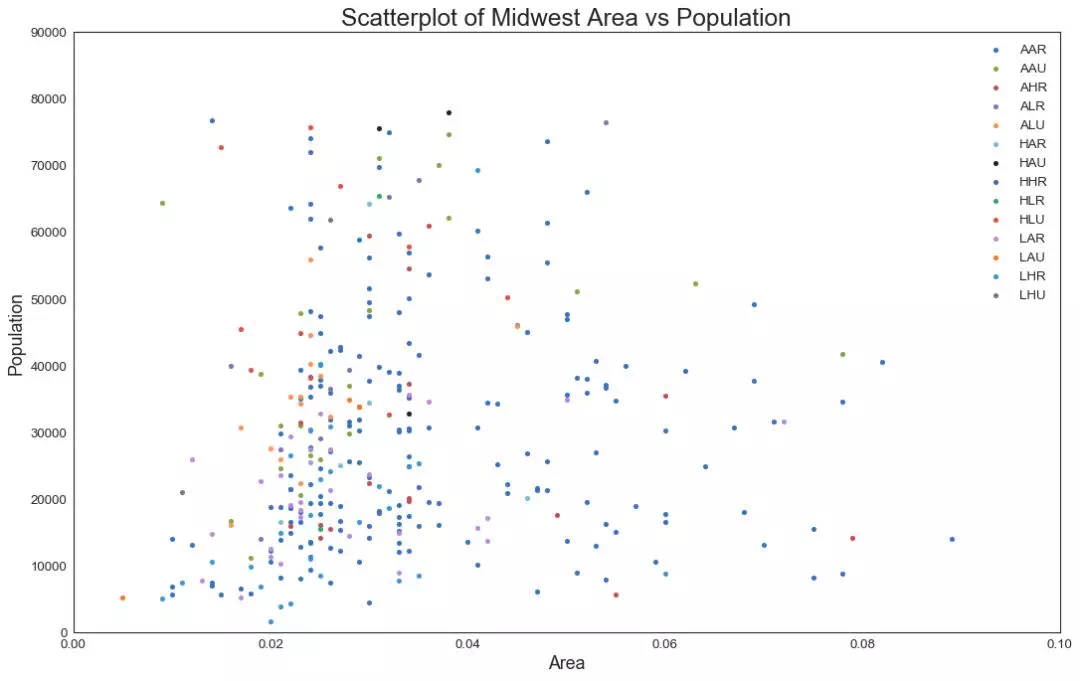 Scatterplot of Midwest Area vs Population
90000
80000
70000
60000
50000
40000
30000
20000
10000
0
Population
0.00 0.02 0.04 0.06 0.08 0.10
Area
AAR
AAU
AHR
ALR
ALU
HAR
HAU
HHR
HLR
HLU
LAR
LAU
LHR
LHU